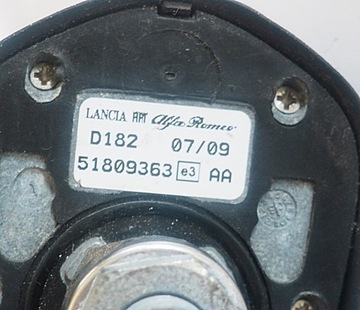 LANCIA FIAT Alfa Romeo
D182 07/09
51809363 e3 AA